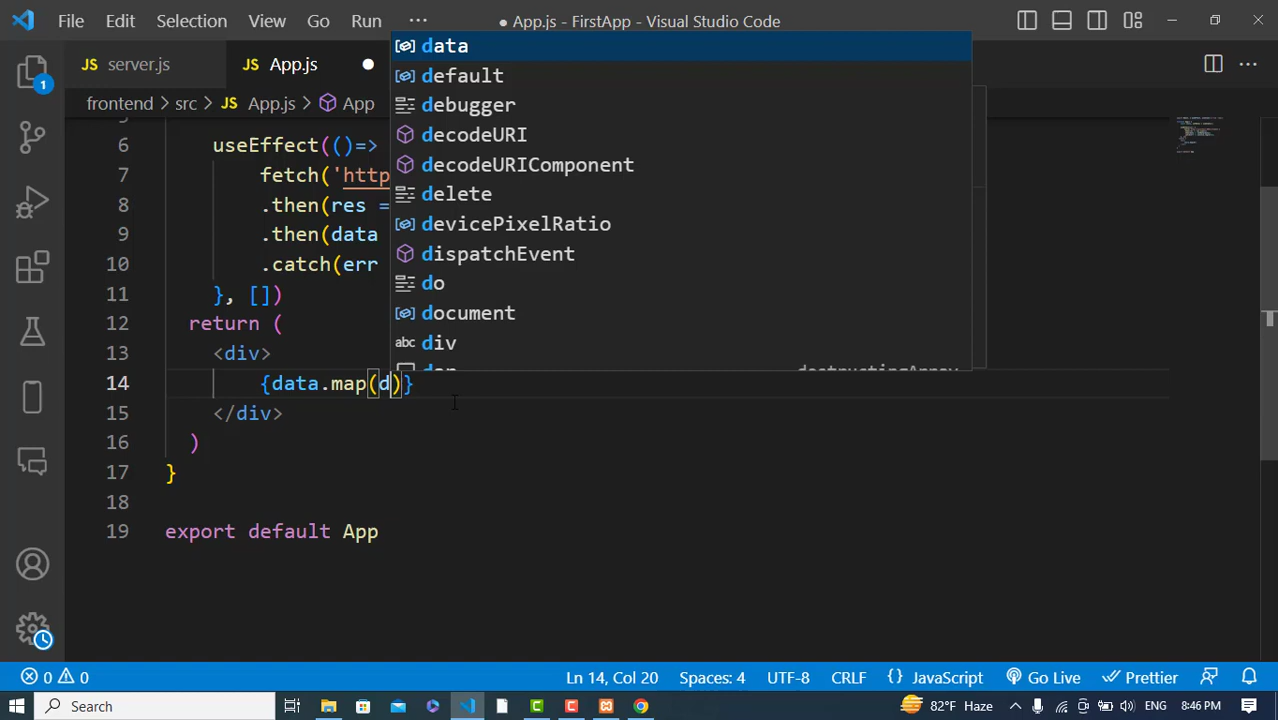 File Edit Selection View Go Run ··· ● App.js - FirstApp - Visual Studio Code
JS server.js JS App.js ●
frontend > src > JS App.js > App
1
6 useEffect(()=>
7 fetch('http
8 .then(res =
9 .then(data
10 .catch(err
11 }, [])
12 return (
13 <div>
14 {data.map(d)}
15 </div>
16 )
17 }
18
19 export default App
data
default
debugger
decodeURI
decodeURIComponent
delete
devicePixelRatio
dispatchEvent
do
document
abc div
0 0 Ln 14, Col 20 Spaces: 4 UTF-8 CRLF { } JavaScript Go Live Prettier
Search 82°F Haze ENG 8:46 PM